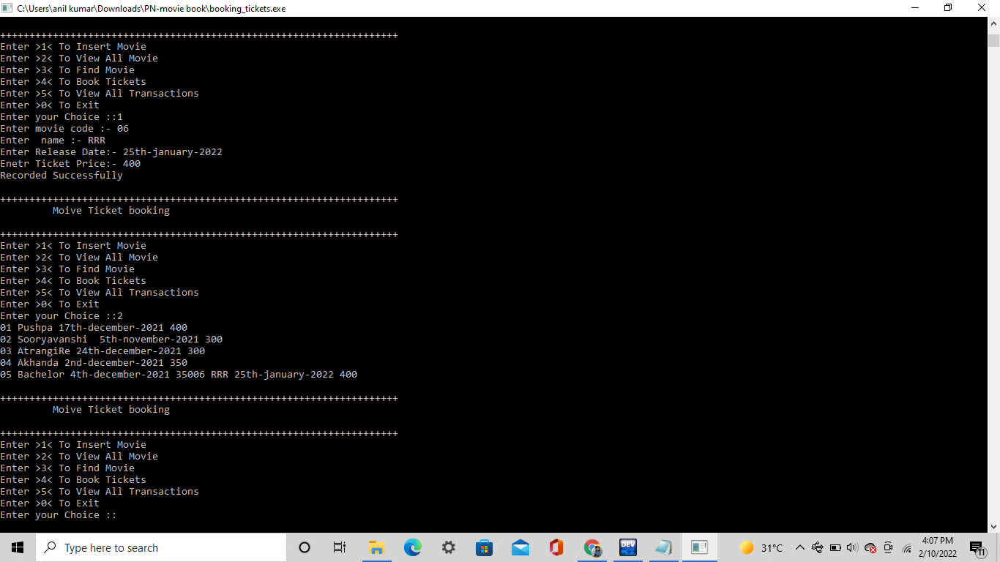 C:\Users\anil kumar\Downloads\PN-movie book\booking_tickets.exe
++++++++++++++++++++++++++++++++++++++++++++++++++++++++++++++++++++
Enter >1< To Insert Movie
Enter >2< To View All Movie
Enter >3< To Find Movie
Enter >4< To Book Tickets
Enter >5< To View All Transactions
Enter >0< To Exit
Enter your Choice ::1
Enter movie code :- 06
Enter  name :- RRR
Enter Release Date:- 25th-january-2022
Enetr Ticket Price:- 400
Recorded Successfully
++++++++++++++++++++++++++++++++++++++++++++++++++++++++++++++++++++
Moive Ticket booking
++++++++++++++++++++++++++++++++++++++++++++++++++++++++++++++++++++
Enter >1< To Insert Movie
Enter >2< To View All Movie
Enter >3< To Find Movie
Enter >4< To Book Tickets
Enter >5< To View All Transactions
Enter >0< To Exit
Enter your Choice ::2
01 Pushpa 17th-december-2021 400
02 Sooryavanshi  5th-november-2021 300
03 AtrangiRe 24th-december-2021 300
04 Akhanda 2nd-december-2021 350
05 Bachelor 4th-december-2021 35006 RRR 25th-january-2022 400
++++++++++++++++++++++++++++++++++++++++++++++++++++++++++++++++++++
Moive Ticket booking
++++++++++++++++++++++++++++++++++++++++++++++++++++++++++++++++++++
Enter >1< To Insert Movie
Enter >2< To View All Movie
Enter >3< To Find Movie
Enter >4< To Book Tickets
Enter >5< To View All Transactions
Enter >0< To Exit
Enter your Choice ::
Type here to search
DEV
31°C
4:07 PM
2/10/2022
11